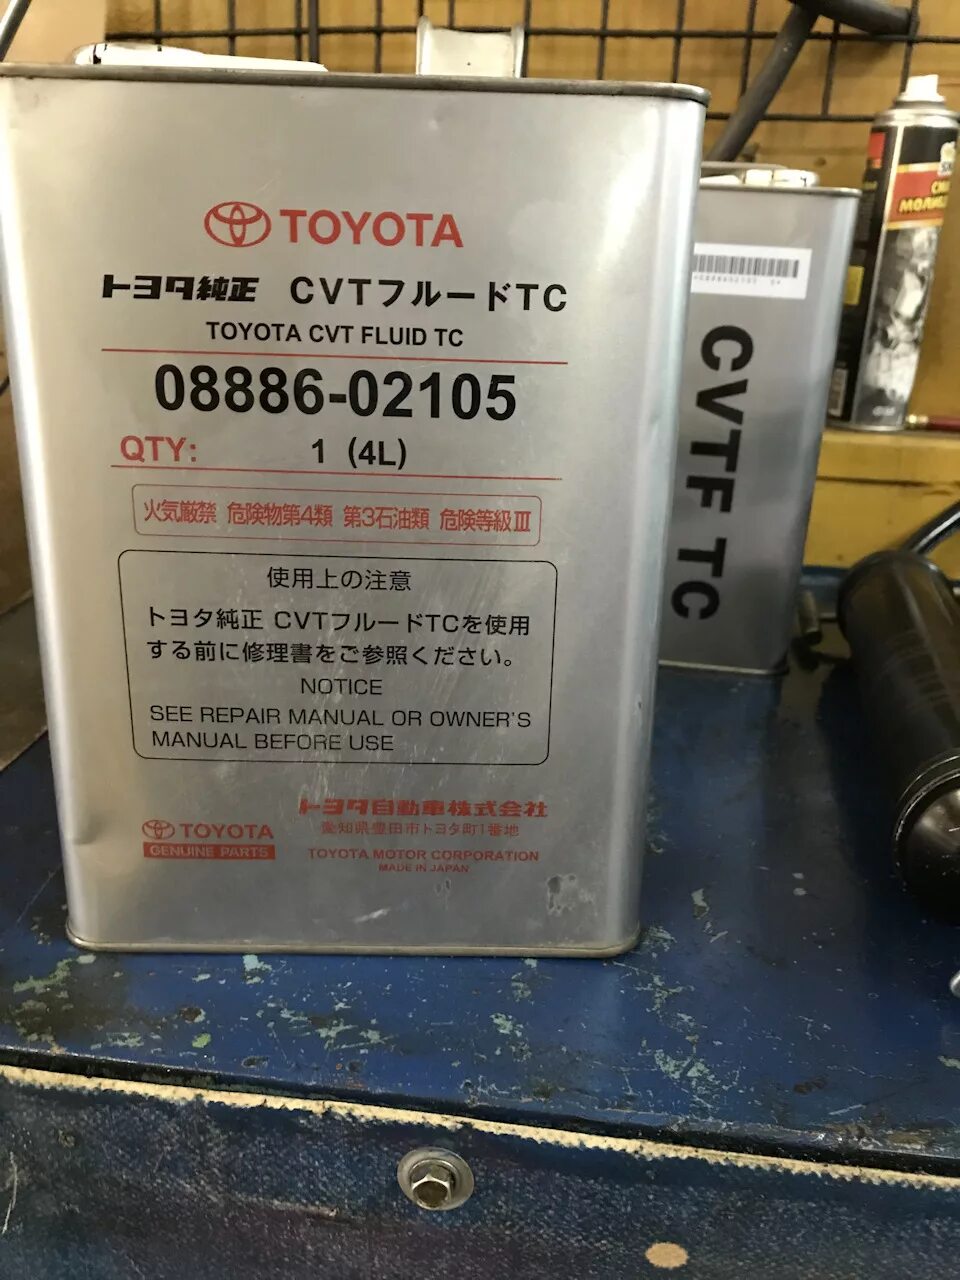 TOYOTA
トヨタ純正 CVTフルードTC
TOYOTA CVT FLUID TC
08886-02105
QTY: 1 (4L)
火気厳禁 危険物第4類 第3石油類 危険等級Ⅲ
使用上の注意
トヨタ純正 CVTフルードTCを使用
する前に修理書をご参照ください。
NOTICE
SEE REPAIR MANUAL OR OWNER'S
MANUAL BEFORE USE
トヨタ自動車株式会社
愛知県豊田市トヨタ町1番地
TOYOTA
GENUINE PARTS
TOYOTA MOTOR CORPORATION
MADE IN JAPAN
CVTF TC